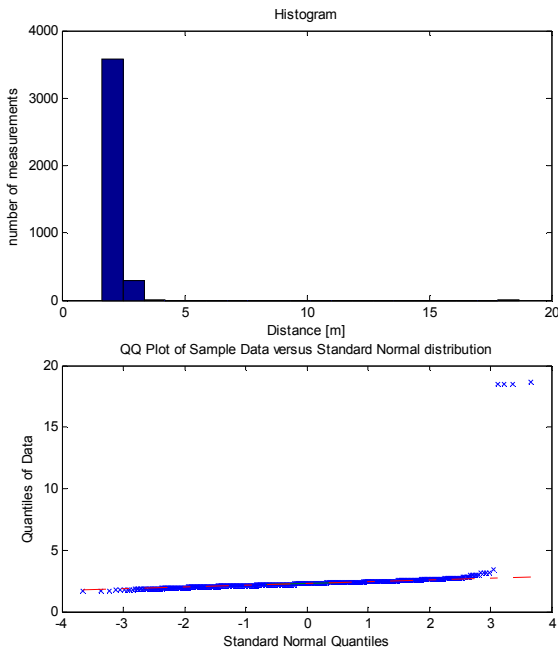 Histogram
4000
3000
2000
1000
0
number of measurements
0 5 10 15 20
Distance [m]
QQ Plot of Sample Data versus Standard Normal distribution
20
15
10
5
0
Quantiles of Data
-4 -3 -2 -1 0 1 2 3 4
Standard Normal Quantiles